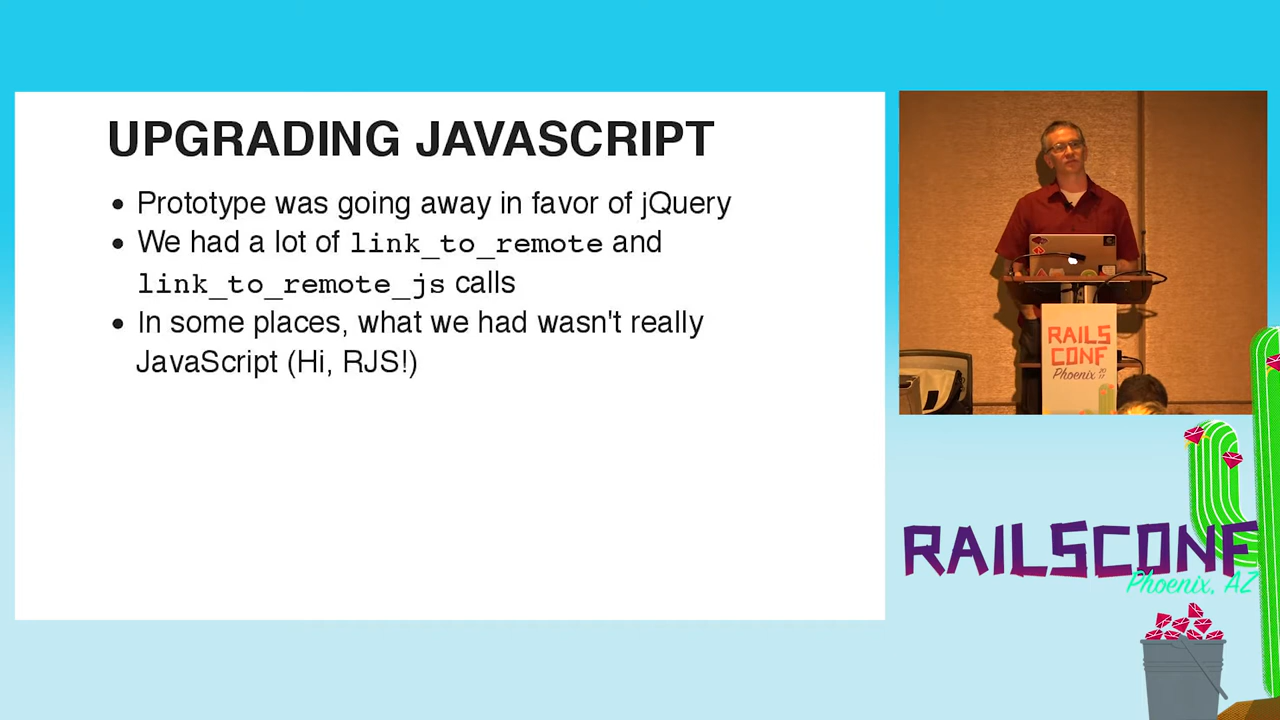 UPGRADING JAVASCRIPT
• Prototype was going away in favor of jQuery
• We had a lot of link_to_remote and
link_to_remote_js calls
• In some places, what we had wasn't really
JavaScript (Hi, RJS!)
RAILS
CONF
Phoenix 2017
RAILSCONF
Phoenix, AZ